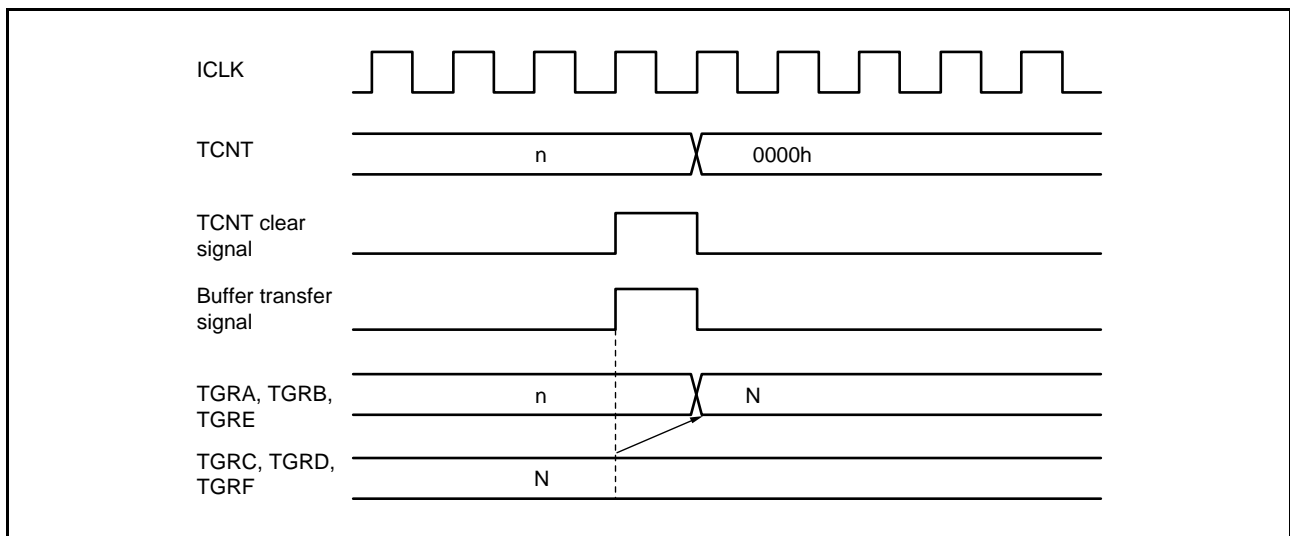 ICLK
TCNT
n
0000h
TCNT clear
signal
Buffer transfer
signal
TGRA, TGRB,
TGRE
n
N
TGRC, TGRD,
TGRF
N